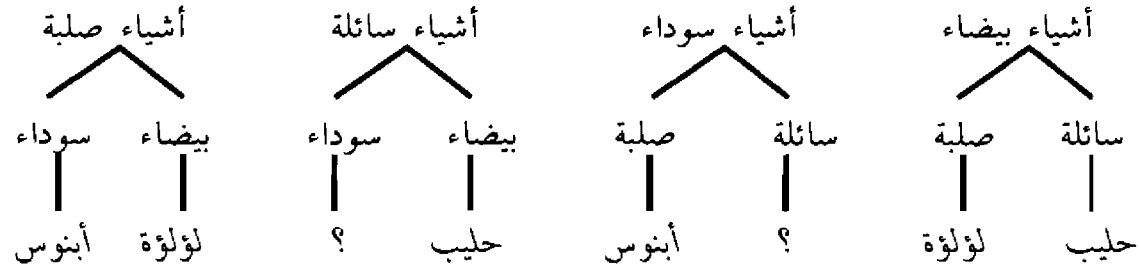 أشياء بيضاء أشياء سوداء أشياء سائلة أشياء صلبة
سائلة صلبة سائلة صلبة بيضاء سوداء بيضاء سوداء
حليب لؤلؤة ؟ أبنوس حليب ؟ لؤلؤة أبنوس